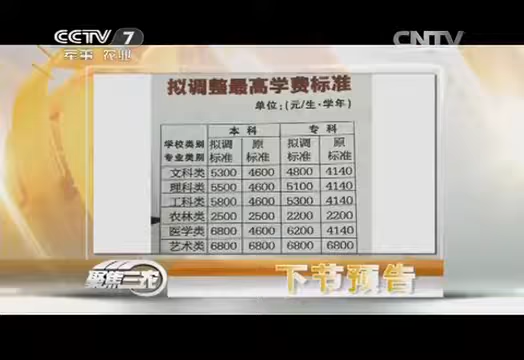 CCTV 7
军事 农业
CNTV
拟调整最高学费标准
单位:(元/生·学年)
学校类别 专业类别 本科 专科
拟调标准 原标准 拟调标准 原标准
文科类 5300 4600 4800 4140
理科类 5500 4600 5100 4140
工科类 5800 4600 5300 4140
农林类 2500 2500 2200 2200
医学类 6800 4600 6200 4140
艺术类 6800 6800 6800 6800
聚焦三农
下节预告